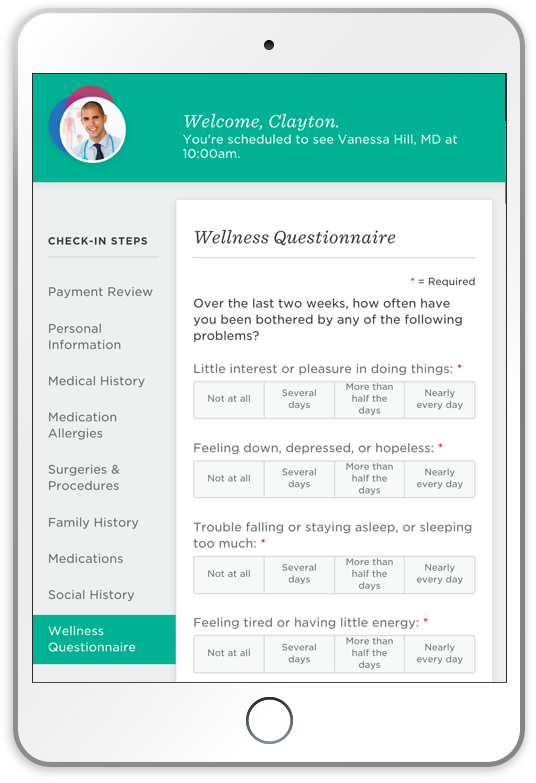 Welcome, Clayton.
You're scheduled to see Vanessa Hill, MD at
10:00am.
CHECK-IN STEPS
Payment Review
Personal
Information
Medical History
Medication
Allergies
Surgeries &
Procedures
Family History
Medications
Social History
Wellness
Questionnaire
Wellness Questionnaire
* = Required
Over the last two weeks, how often have
you been bothered by any of the following
problems?
Little interest or pleasure in doing things: *
Not at all
Several
days
More than
half the
days
Nearly
every day
Feeling down, depressed, or hopeless: *
Not at all
Several
days
More than
half the
days
Nearly
every day
Trouble falling or staying asleep, or sleeping
too much: *
Not at all
Several
days
More than
half the
days
Nearly
every day
Feeling tired or having little energy: *
Not at all
Several
days
More than
half the
days
Nearly
every day